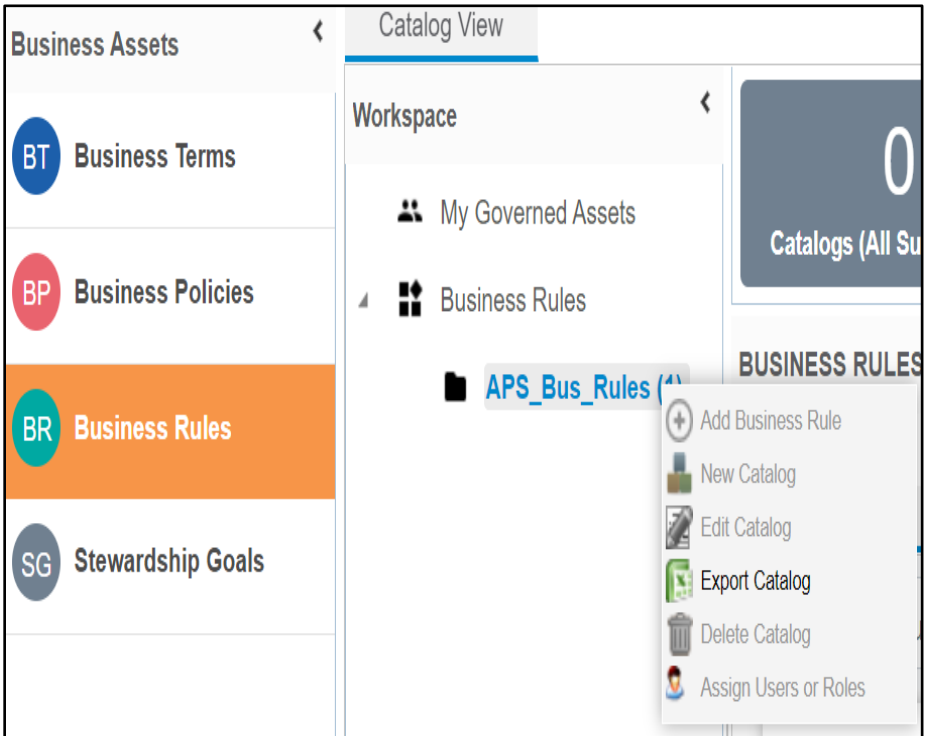 Business Assets
BT Business Terms
BP Business Policies
BR Business Rules
SG Stewardship Goals
Catalog View
Workspace
My Governed Assets
Business Rules
APS_Bus_Rules (1)
0
Catalogs (All Su
BUSINESS RULES
Add Business Rule
New Catalog
Edit Catalog
Export Catalog
Delete Catalog
Assign Users or Roles